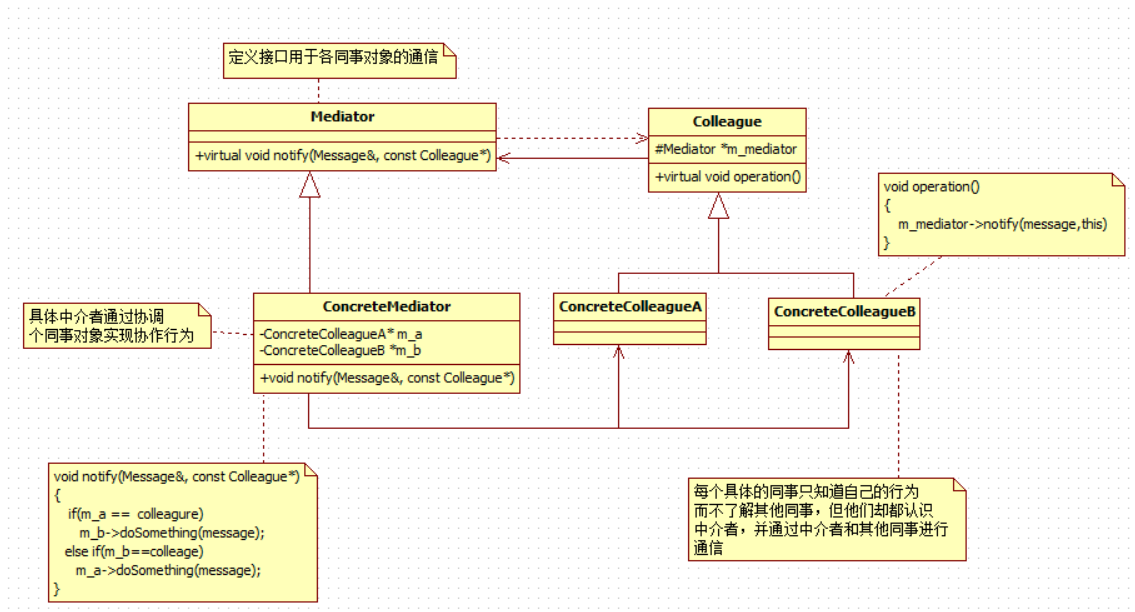 定义接口用于各同事对象的通信
Mediator
+virtual void notify(Message&, const Colleague*)
Colleague
#Mediator *m_mediator
+virtual void operation()
void operation()
{
m_mediator->notify(message,this)
}
具体中介者通过协调
个同事对象实现协作行为
ConcreteMediator
-ConcreteColleagueA* m_a
-ConcreteColleagueB *m_b
+void notify(Message&, const Colleague*)
ConcreteColleagueA
ConcreteColleagueB
void notify(Message&, const Colleague*)
{
if(m_a == colleagure)
m_b->doSomething(message);
else if(m_b==colleage)
m_a->doSomething(message);
}
每个具体的同事只知道自己的行为
而不了解其他同事，但他们却都认识
中介者，并通过中介者和其他同事进行
通信